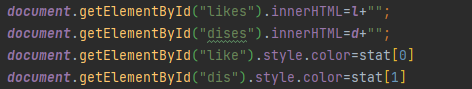 document.getElementById("likes").innerHTML=l+"";
document.getElementById("dises").innerHTML=d+"";
document.getElementById("like").style.color=stat[0]
document.getElementById("dis").style.color=stat[1]